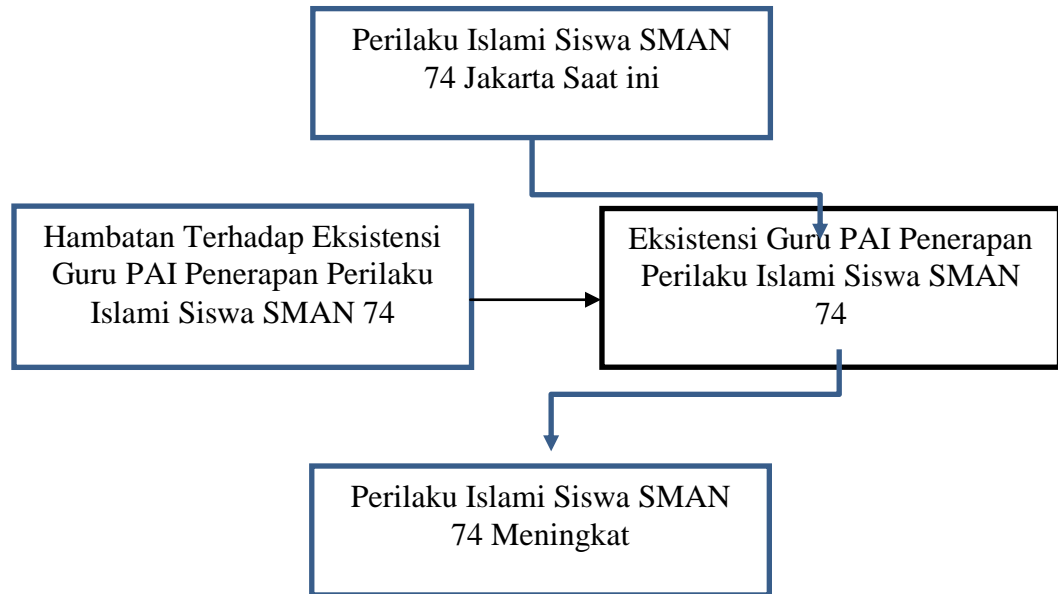 Perilaku Islami Siswa SMAN
74 Jakarta Saat ini
Hambatan Terhadap Eksistensi
Guru PAI Penerapan Perilaku
Islami Siswa SMAN 74
Eksistensi Guru PAI Penerapan
Perilaku Islami Siswa SMAN
74
Perilaku Islami Siswa SMAN
74 Meningkat